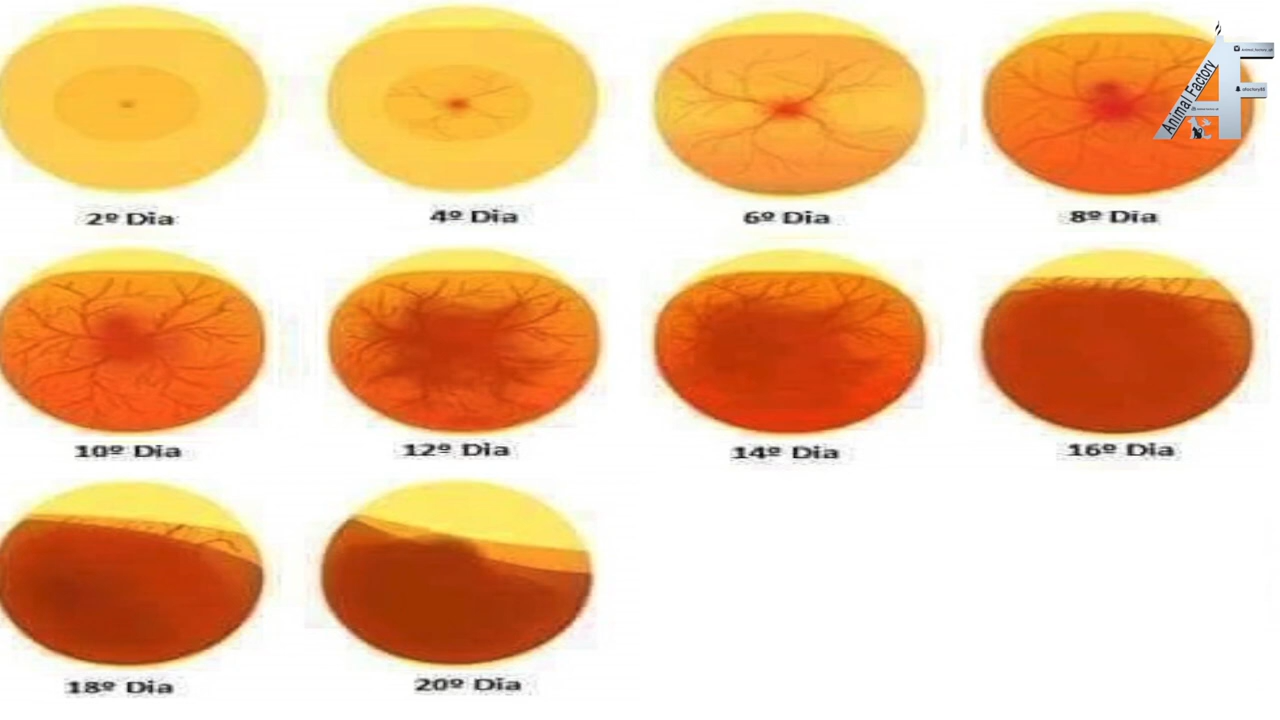 2º Dia
4º Dia
6º Dia
8º Dia
Animal Factory
AF
10º Dia
12º Dia
14º Dia
16º Dia
18º Dia
20º Dia